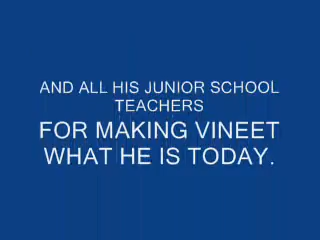 AND ALL HIS JUNIOR SCHOOL
TEACHERS
FOR MAKING VINEET
WHAT HE IS TODAY.